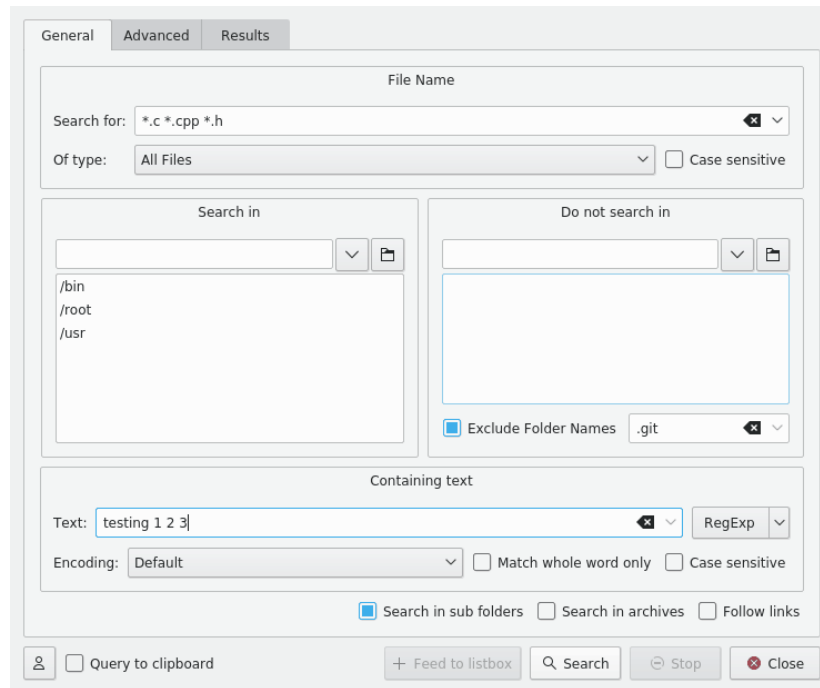 General Advanced Results
File Name
Search for: *.c *.cpp *.h
Of type: All Files Case sensitive
Search in
/bin
/root
/usr
Do not search in
Exclude Folder Names .git
Containing text
Text: testing 1 2 3 RegExp
Encoding: Default Match whole word only Case sensitive
Search in sub folders Search in archives Follow links
Query to clipboard Feed to listbox Search Stop Close